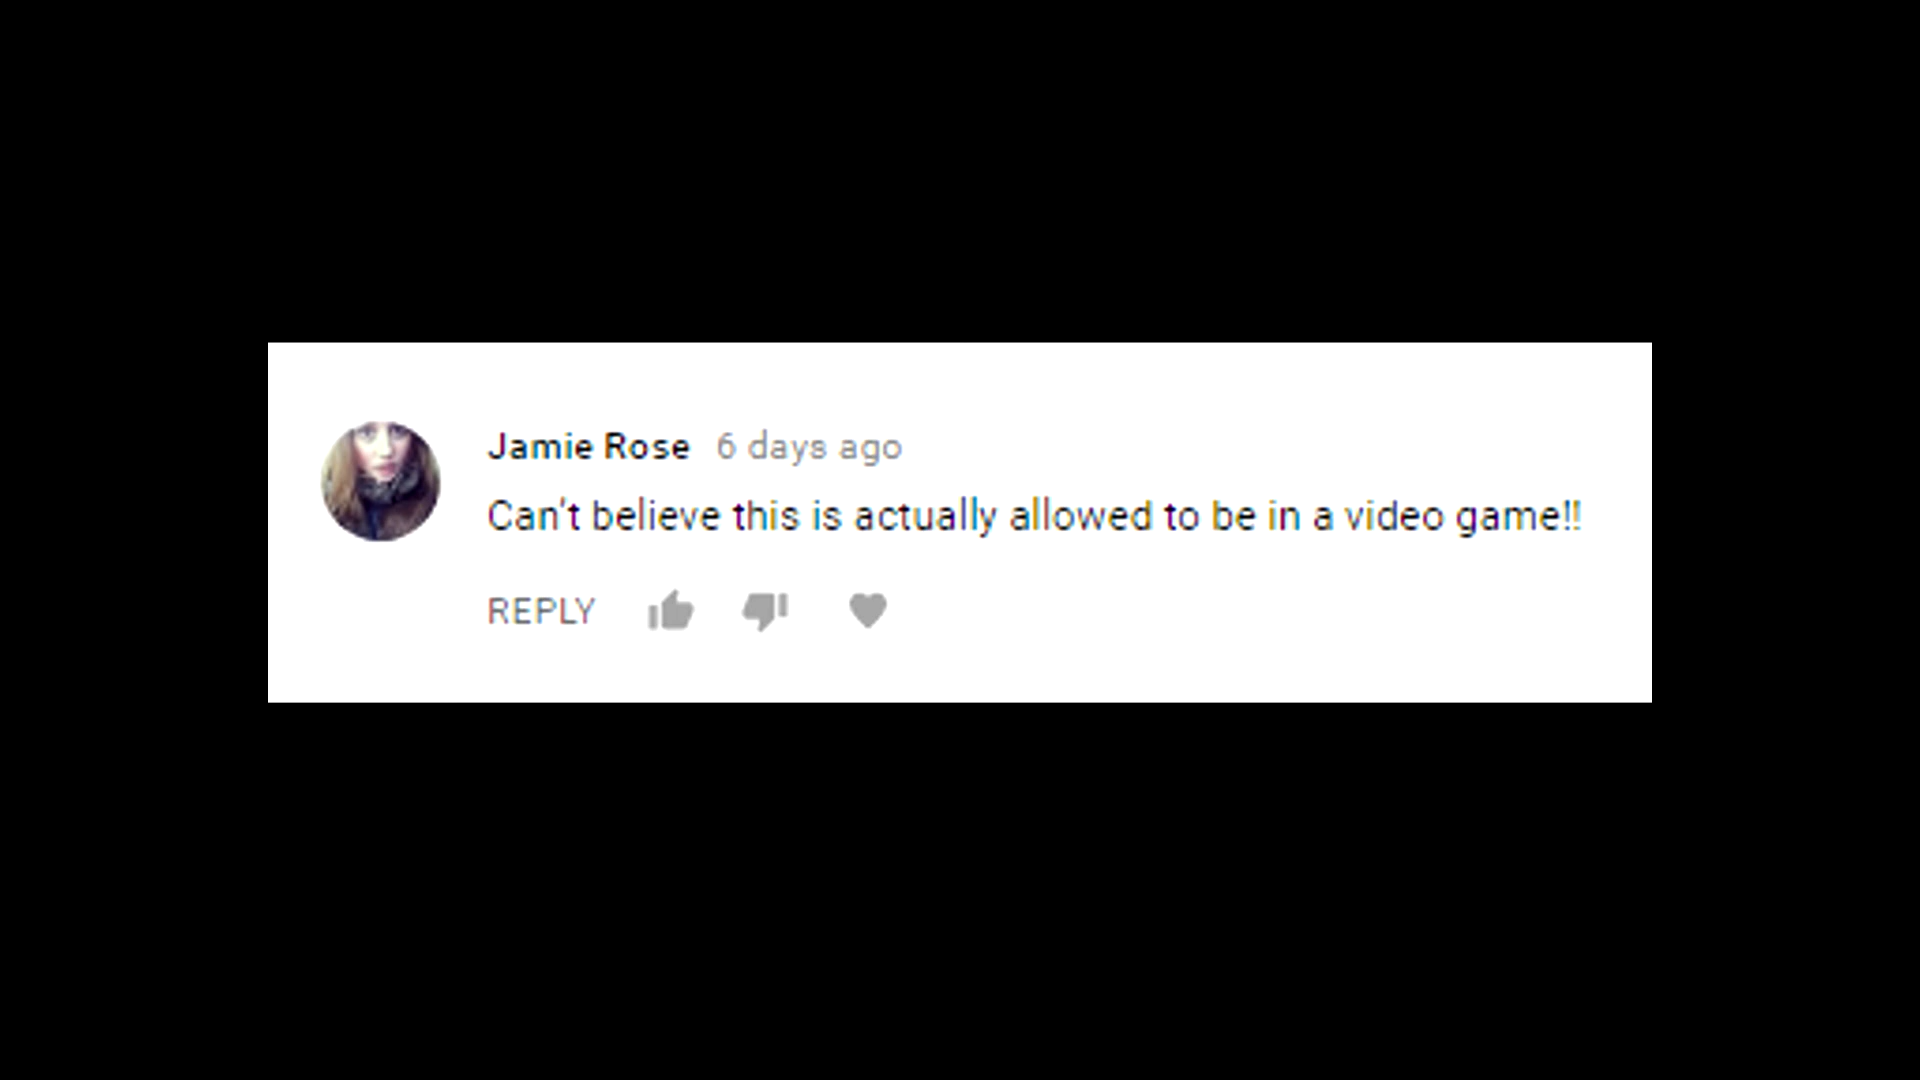 Jamie Rose 6 days ago
Can't believe this is actually allowed to be in a video game!!
REPLY